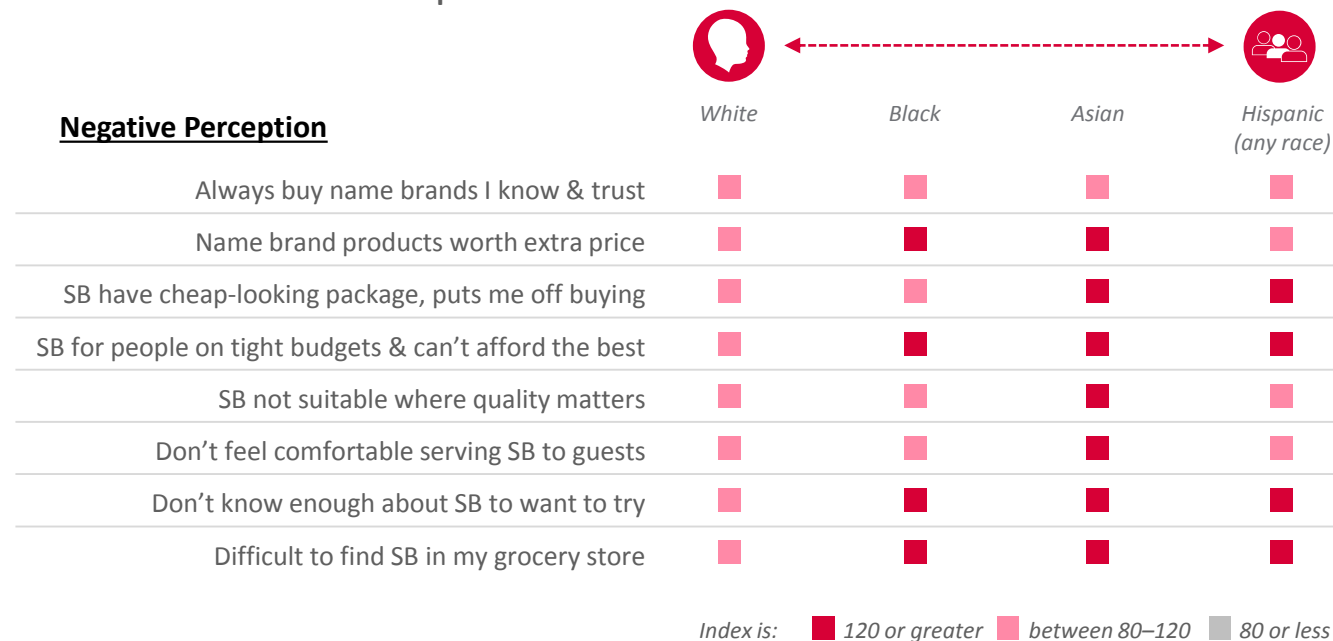 White Black Asian Hispanic
(any race)
Negative Perception
Always buy name brands I know & trust
Name brand products worth extra price
SB have cheap-looking package, puts me off buying
SB for people on tight budgets & can't afford the best
SB not suitable where quality matters
Don't feel comfortable serving SB to guests
Don't know enough about SB to want to try
Difficult to find SB in my grocery store
Index is: 120 or greater between 80–120 80 or less